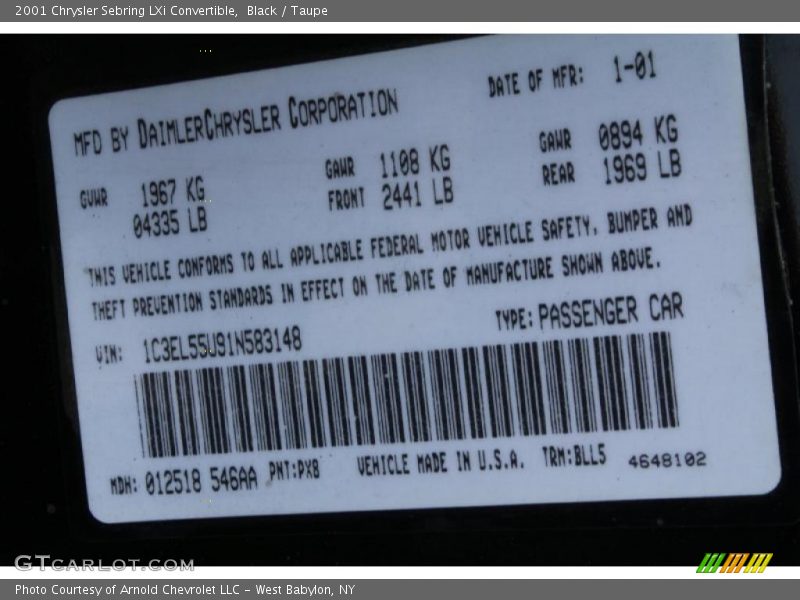 2001 Chrysler Sebring LXi Convertible, Black / Taupe
MFD BY DAIMLERCHRYSLER CORPORATION DATE OF MFR: 1-01
GVWR 1967 KG GAWR 1108 KG GAWR 0894 KG
04335 LB FRONT 2441 LB REAR 1969 LB
THIS VEHICLE CONFORMS TO ALL APPLICABLE FEDERAL MOTOR VEHICLE SAFETY, BUMPER AND
THEFT PREVENTION STANDARDS IN EFFECT ON THE DATE OF MANUFACTURE SHOWN ABOVE.
VIN: 1C3EL55U91N583148 TYPE: PASSENGER CAR
MDH: 012518 546AA PNT:PX8 VEHICLE MADE IN U.S.A. TRM:BLL5 4648102
GTCARLOT.COM
Photo Courtesy of Arnold Chevrolet LLC - West Babylon, NY